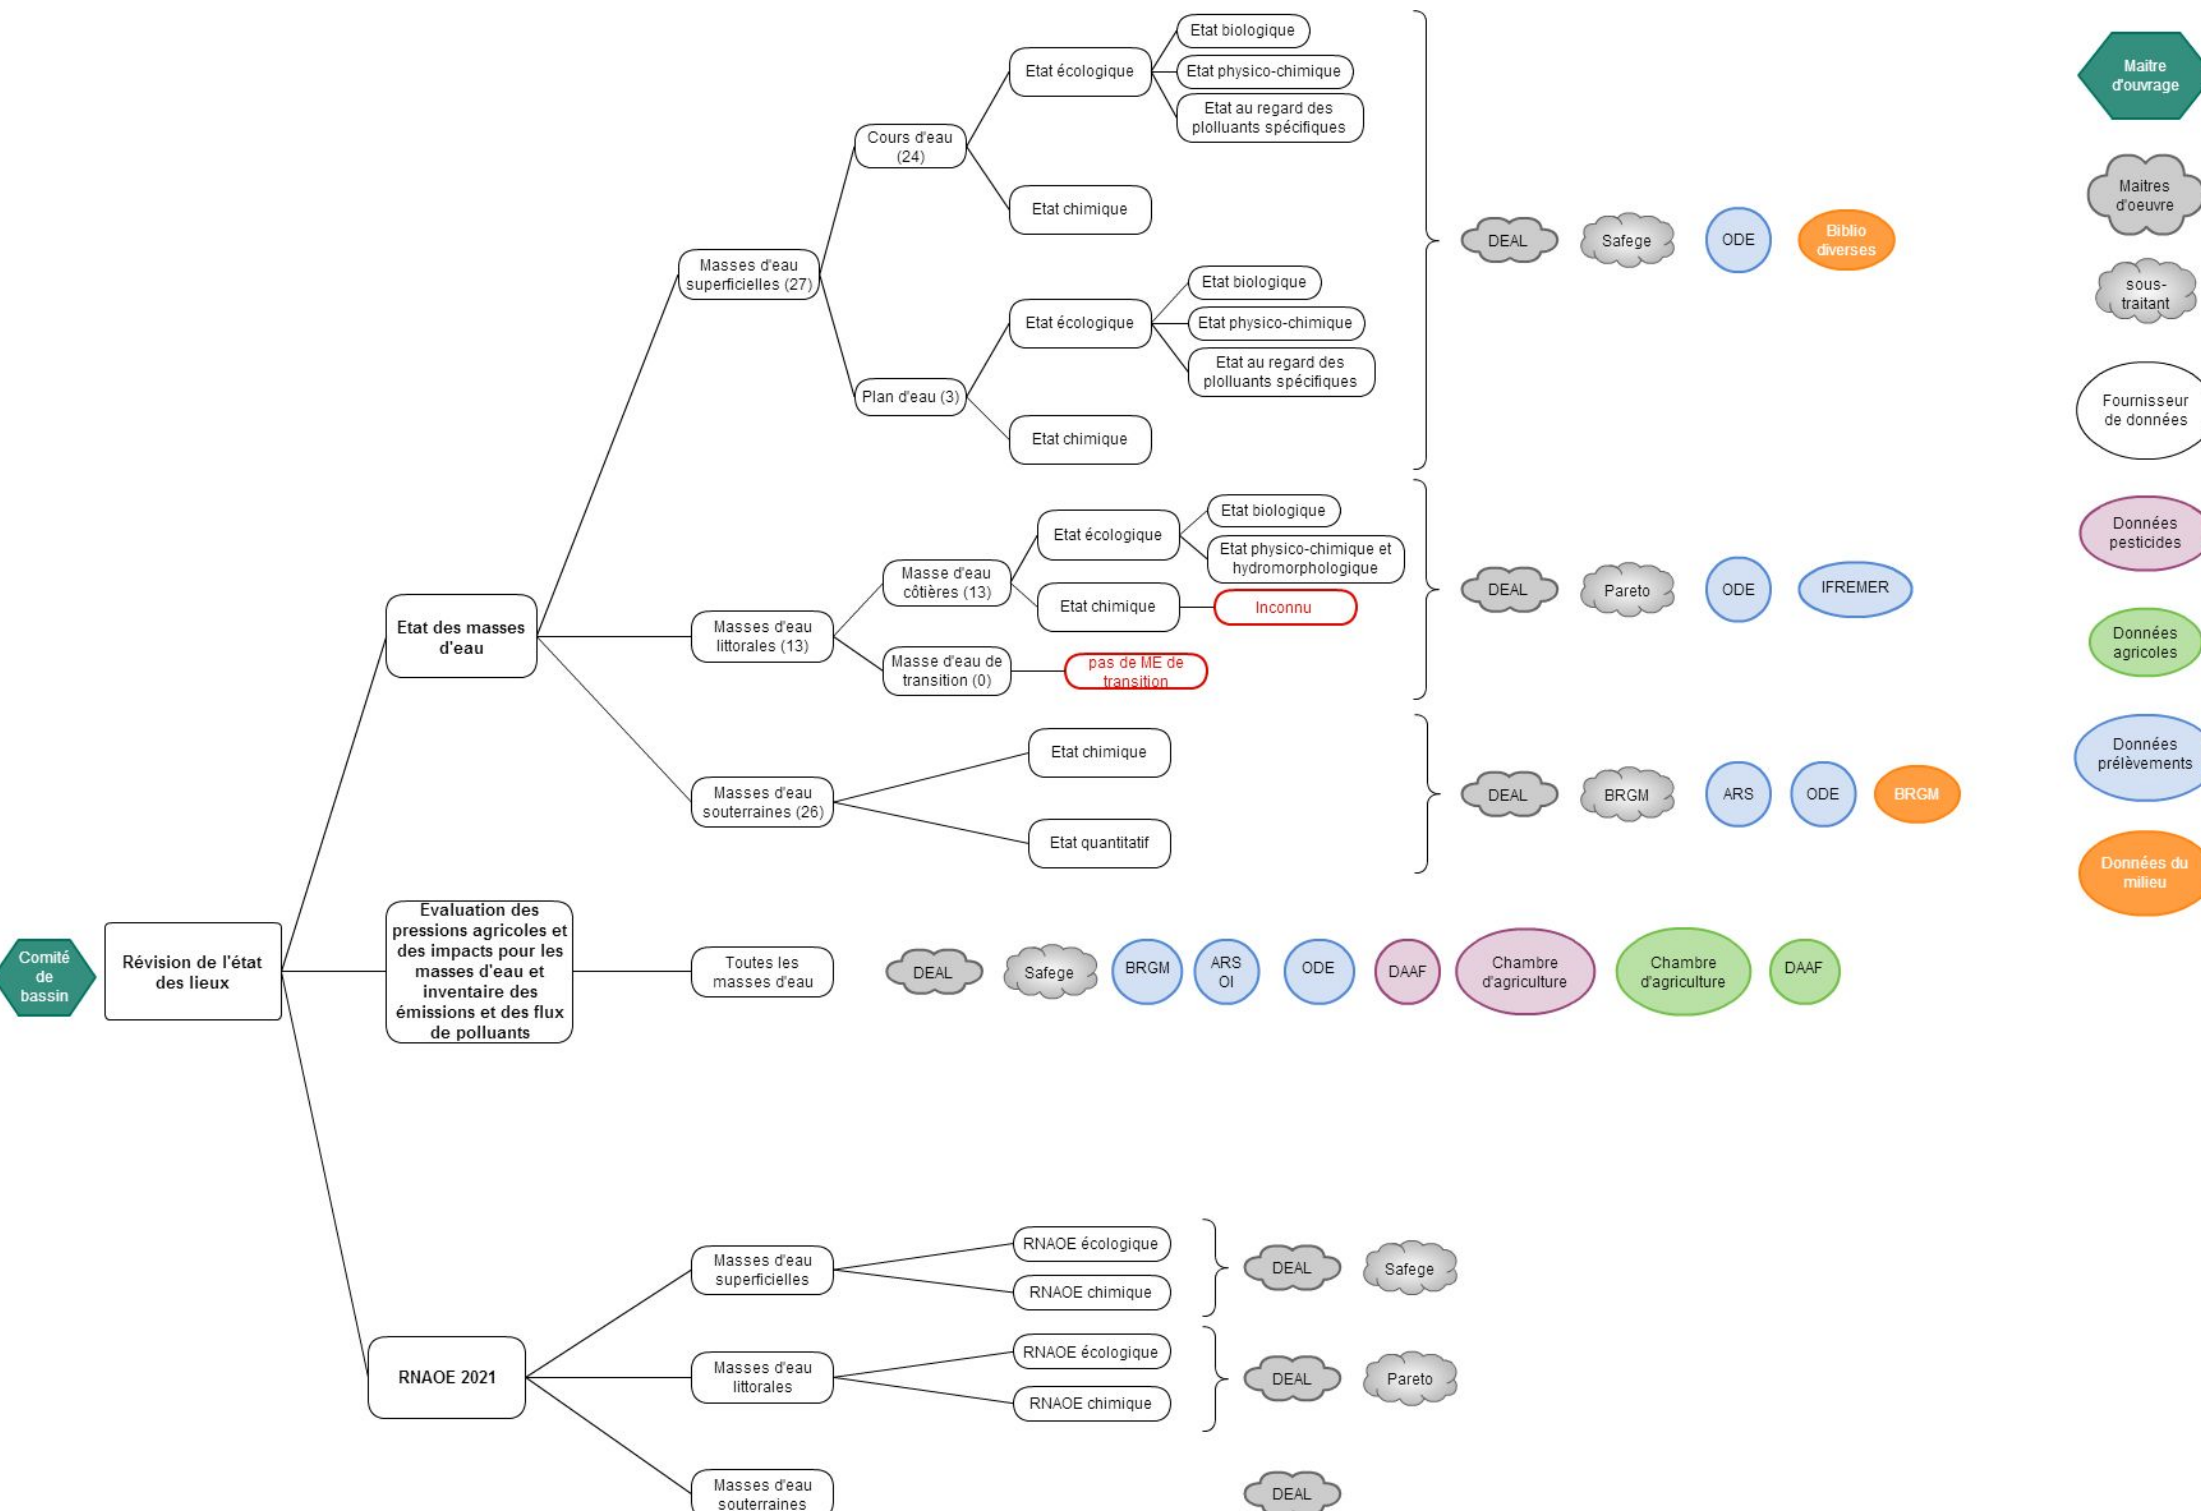 Comité
de
bassin
Révision de l'état
des lieux
Etat des masses
d'eau
Masses d'eau
superficielles (27)
Cours d'eau
(24)
Etat écologique
Etat biologique
Etat physico-chimique
Etat au regard des
plolluants spécifiques
Etat chimique
Plan d'eau (3)
Etat écologique
Etat biologique
Etat physico-chimique
Etat au regard des
plolluants spécifiques
Etat chimique
DEAL
Safege
ODE
Biblio
diverses
Masses d'eau
littorales (13)
Masse d'eau
côtières (13)
Etat écologique
Etat biologique
Etat physico-chimique et
hydromorphologique
Etat chimique
Inconnu
Masse d'eau de
transition (0)
pas de ME de
transition
DEAL
Pareto
ODE
IFREMER
Masses d'eau
souterraines (26)
Etat chimique
Etat quantitatif
DEAL
BRGM
ARS
ODE
BRGM
Evaluation des
pressions agricoles et
des impacts pour les
masses d'eau et
inventaire des
émissions et des flux
de polluants
Toutes les
masses d'eau
DEAL
Safege
BRGM
ARS
OI
ODE
DAAF
Chambre
d'agriculture
Chambre
d'agriculture
DAAF
RNAOE 2021
Masses d'eau
superficielles
RNAOE écologique
RNAOE chimique
DEAL
Safege
Masses d'eau
littorales
RNAOE écologique
RNAOE chimique
DEAL
Pareto
Masses d'eau
souterraines
DEAL
Maitre
d'ouvrage
Maitres
d'oeuvre
sous-
traitant
Fournisseur
de données
Données
pesticides
Données
agricoles
Données
prélèvements
Données du
milieu